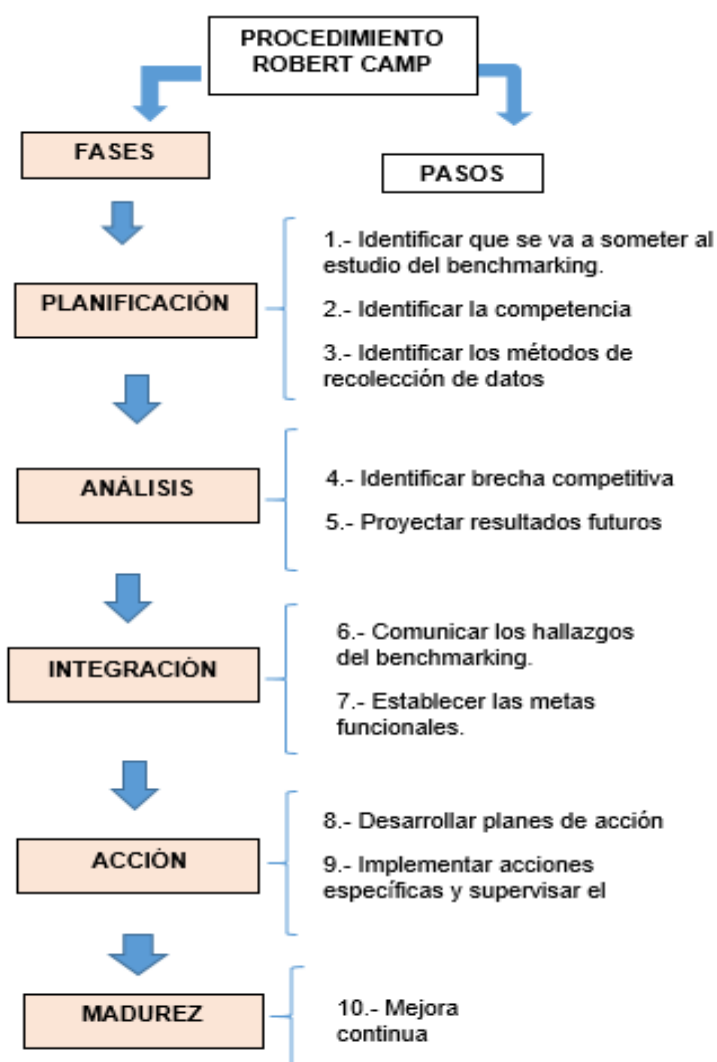 PROCEDIMIENTO
ROBERT CAMP
FASES
PASOS
PLANIFICACIÓN
1.- Identificar que se va a someter al
estudio del benchmarking.
2.- Identificar la competencia
3.- Identificar los métodos de
recolección de datos
ANÁLISIS
4.- Identificar brecha competitiva
5.- Proyectar resultados futuros
INTEGRACIÓN
6.- Comunicar los hallazgos
del benchmarking.
7.- Establecer las metas
funcionales.
ACCIÓN
8.- Desarrollar planes de acción
9.- Implementar acciones
específicas y supervisar el
MADUREZ
10.- Mejora
continua